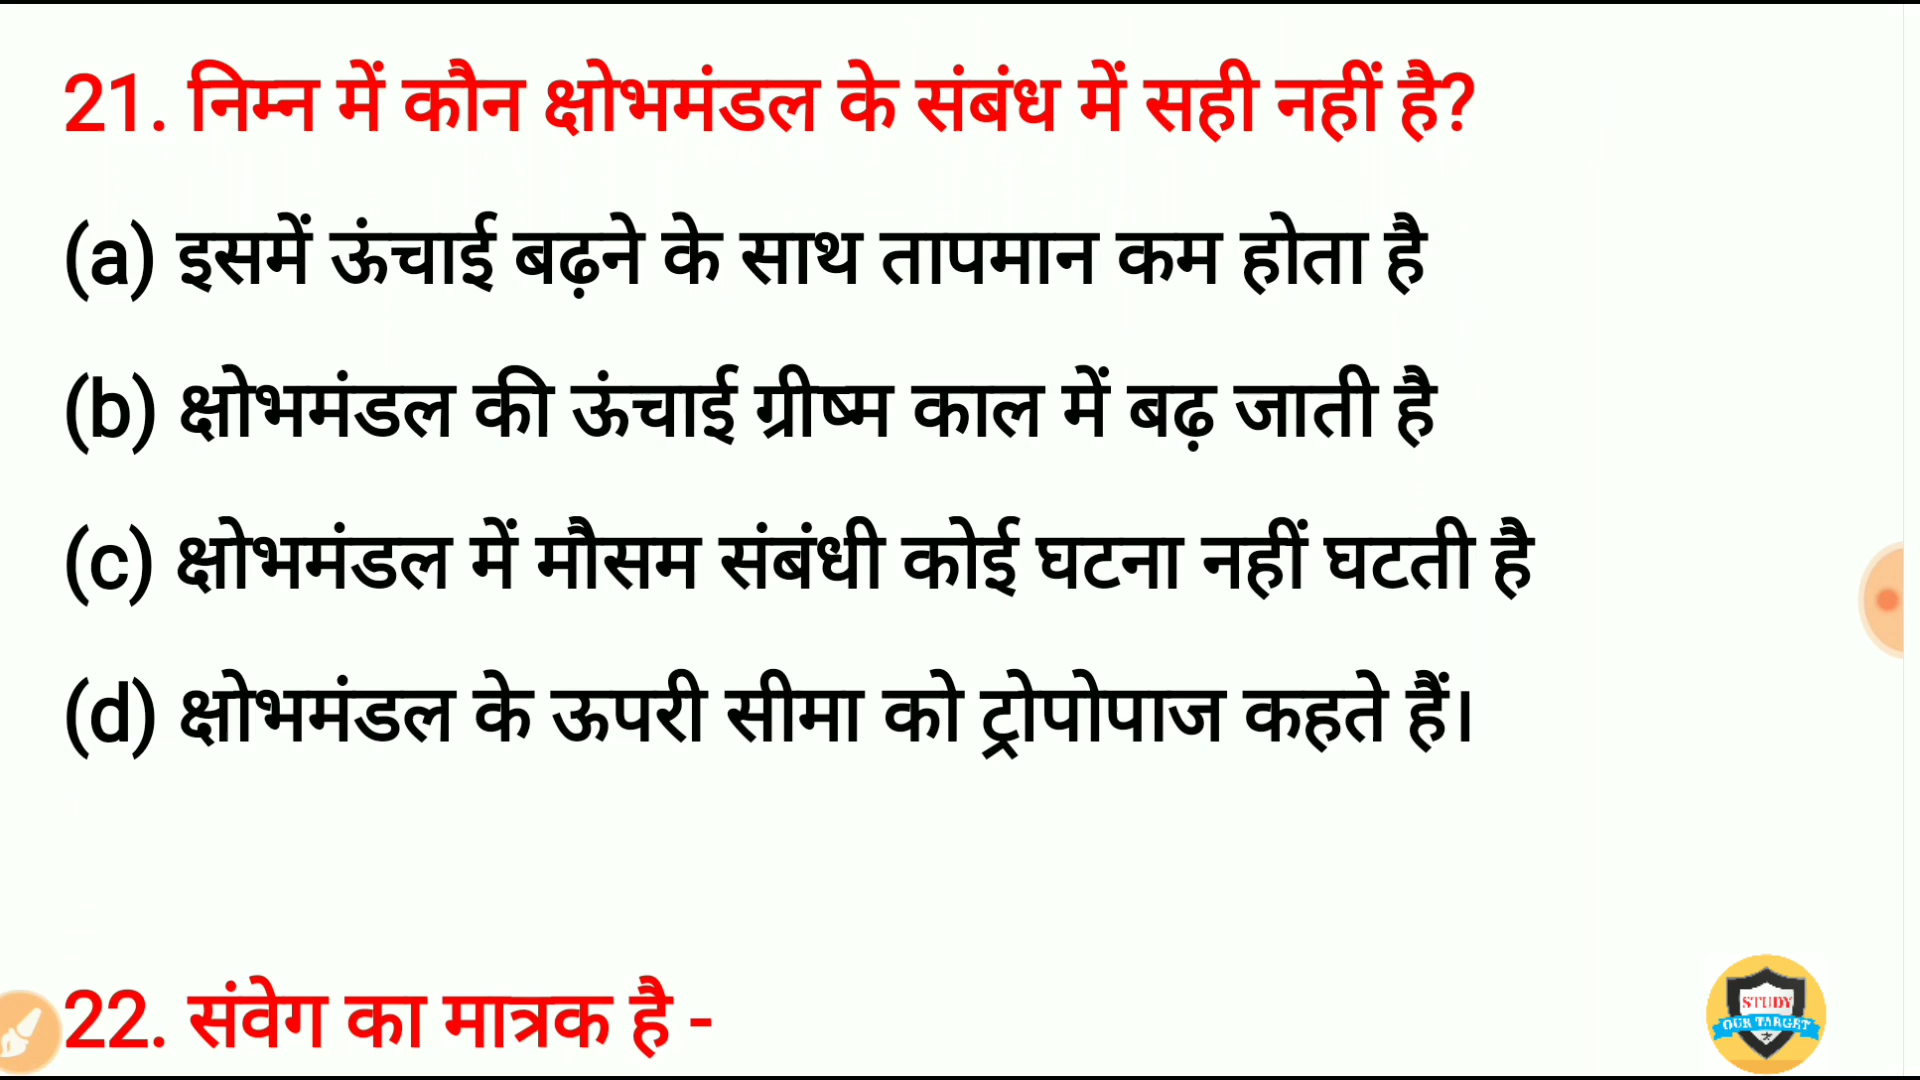 21. निम्न में कौन क्षोभमंडल के संबंध में सही नहीं है?
(a) इसमें ऊंचाई बढ़ने के साथ तापमान कम होता है
(b) क्षोभमंडल की ऊंचाई ग्रीष्म काल में बढ़ जाती है
(c) क्षोभमंडल में मौसम संबंधी कोई घटना नहीं घटती है
(d) क्षोभमंडल के ऊपरी सीमा को ट्रोपोपाज कहते हैं।
22. संवेग का मात्रक है -
STUDY
OUR TARGET